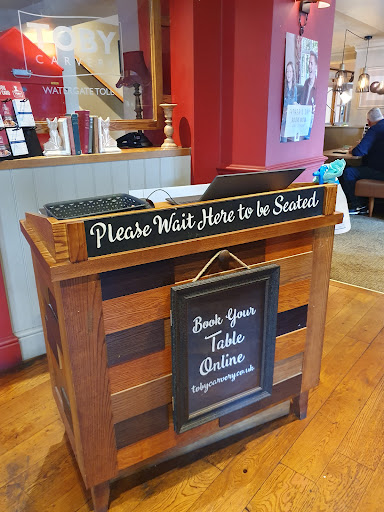 TOBY
CARVERY
WATERGATE TOLL
Please Wait Here to be Seated
Book Your
Table
Online
tobycarvery.co.uk